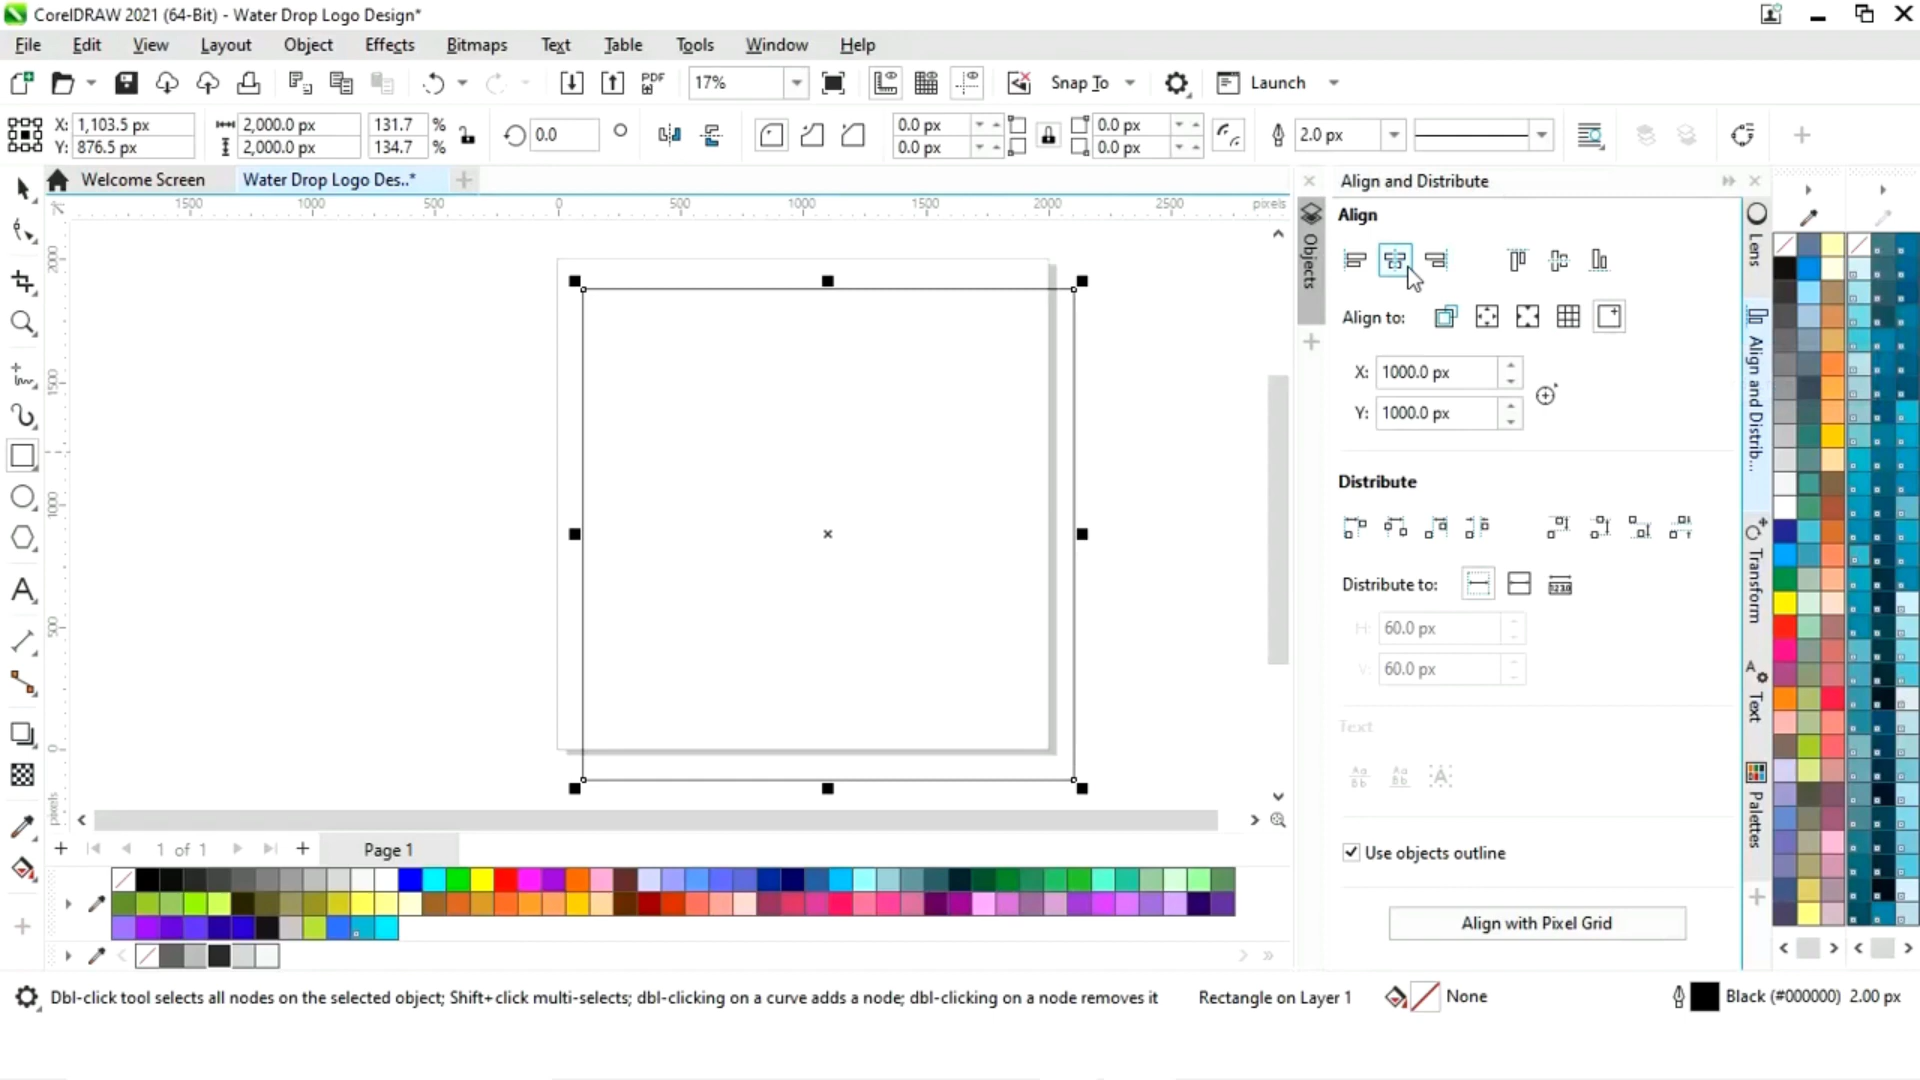 CorelDRAW 2021 (64-Bit) - Water Drop Logo Design*
File Edit View Layout Object Effects Bitmaps Text Table Tools Window Help
PDF 17% Snap To Launch
X: 1,103.5 px 2,000.0 px 131.7 % 0.0 0.0 px 0.0 px 2.0 px
Y: 876.5 px 2,000.0 px 134.7 % 0.0 px 0.0 px
Welcome Screen Water Drop Logo Des..*
1500 1000 500 0 500 1000 1500 2000 2500 pixels
2000
1500
1000
500
0
pixels
Objects
Align and Distribute
Align
Align to:
X: 1000.0 px
Y: 1000.0 px
Distribute
Distribute to:
H: 60.0 px
V: 60.0 px
Text
Use objects outline
Align with Pixel Grid
Lens
Align and Distrib...
Transform
Text
Palettes
1 of 1 Page 1
Dbl-click tool selects all nodes on the selected object; Shift+click multi-selects; dbl-clicking on a curve adds a node; dbl-clicking on a node removes it Rectangle on Layer 1 None Black (#000000) 2.00 px